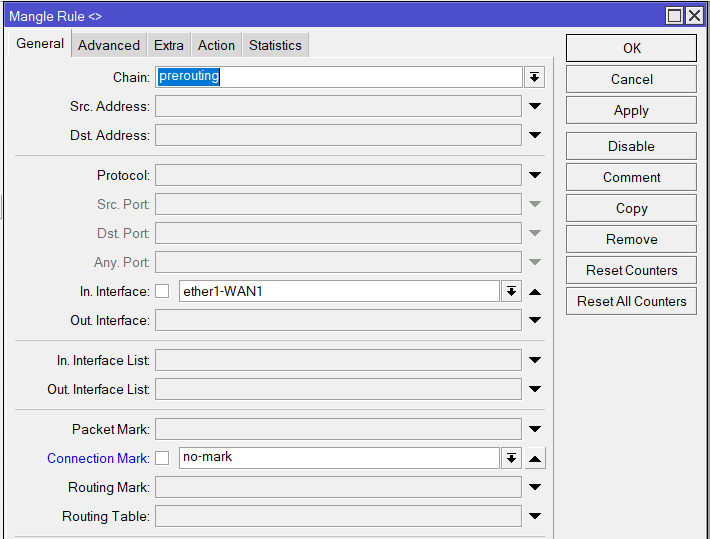 Mangle Rule <>
General Advanced Extra Action Statistics
OK
Chain: prerouting
Cancel
Src. Address:
Apply
Dst. Address:
Disable
Protocol:
Comment
Src. Port:
Copy
Dst. Port:
Remove
Any. Port:
Reset Counters
In. Interface: ether1-WAN1
Reset All Counters
Out. Interface:
In. Interface List:
Out. Interface List:
Packet Mark:
Connection Mark: no-mark
Routing Mark:
Routing Table: